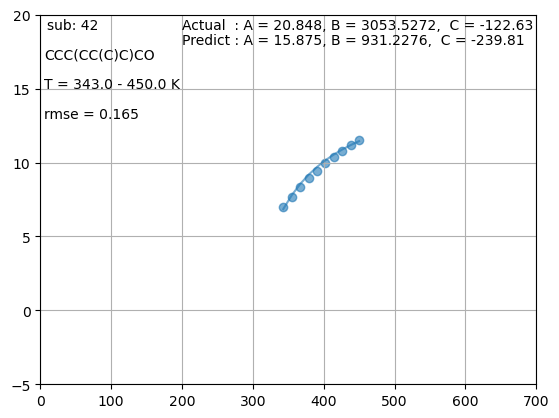 sub: 42
Actual  : A = 20.848, B = 3053.5272,  C = -122.63
Predict : A = 15.875, B = 931.2276,  C = -239.81
CCC(CC(C)C)CO
T = 343.0 - 450.0 K
rmse = 0.165
20
15
10
5
0
−5
0 100 200 300 400 500 600 700